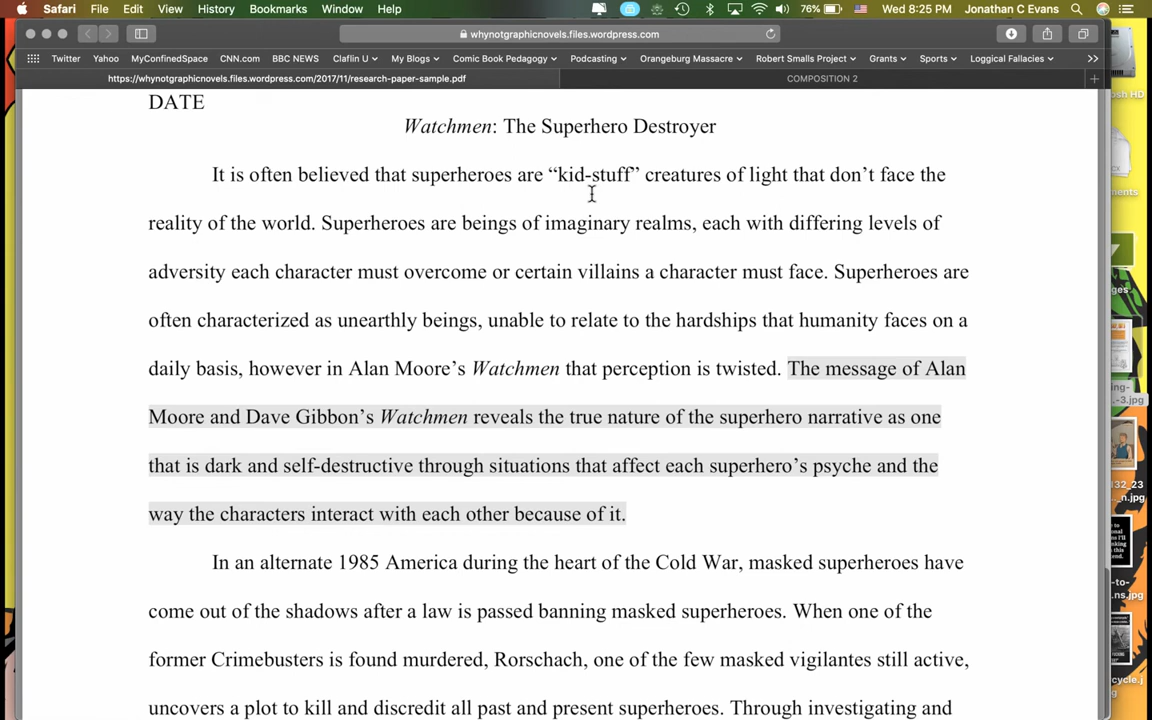 Safari File Edit View History Bookmarks Window Help 76% Wed 8:25 PM Jonathan C Evans
whynotgraphicnovels.files.wordpress.com
Twitter Yahoo MyConfinedSpace CNN.com BBC NEWS Claflin U My Blogs Comic Book Pedagogy Podcasting Orangeburg Massacre Robert Smalls Project Grants Sports Loggical Fallacies
https://whynotgraphicnovels.files.wordpress.com/2017/11/research-paper-sample.pdf COMPOSITION 2
DATE
Watchmen: The Superhero Destroyer
It is often believed that superheroes are “kid-stuff” creatures of light that don’t face the
reality of the world. Superheroes are beings of imaginary realms, each with differing levels of
adversity each character must overcome or certain villains a character must face. Superheroes are
often characterized as unearthly beings, unable to relate to the hardships that humanity faces on a
daily basis, however in Alan Moore’s Watchmen that perception is twisted. The message of Alan
Moore and Dave Gibbon’s Watchmen reveals the true nature of the superhero narrative as one
that is dark and self-destructive through situations that affect each superhero’s psyche and the
way the characters interact with each other because of it.
In an alternate 1985 America during the heart of the Cold War, masked superheroes have
come out of the shadows after a law is passed banning masked superheroes. When one of the
former Crimebusters is found murdered, Rorschach, one of the few masked vigilantes still active,
uncovers a plot to kill and discredit all past and present superheroes. Through investigating and